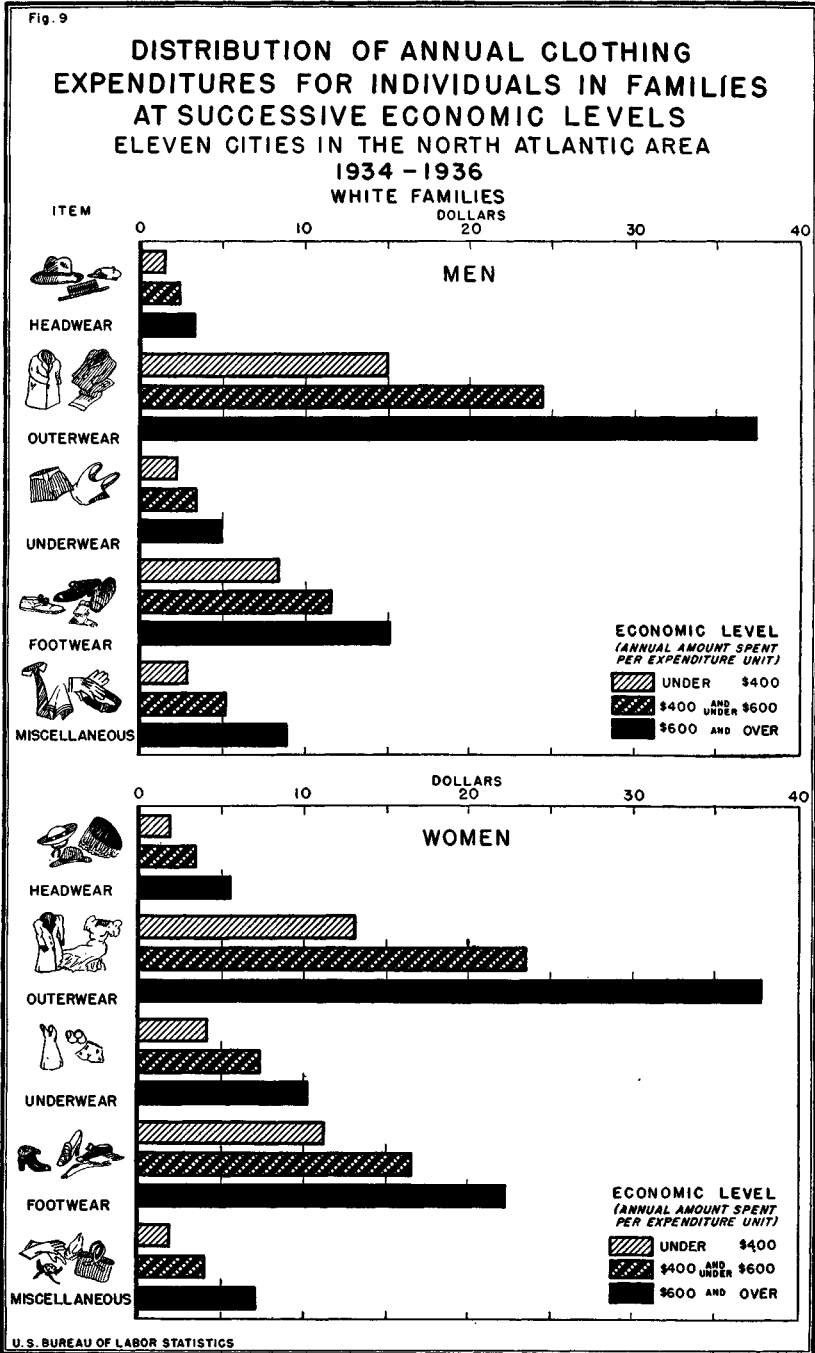 Fig. 9
DISTRIBUTION OF ANNUAL CLOTHING
EXPENDITURES FOR INDIVIDUALS IN FAMILIES
AT SUCCESSIVE ECONOMIC LEVELS
ELEVEN CITIES IN THE NORTH ATLANTIC AREA
1934 – 1936
WHITE FAMILIES
ITEM
DOLLARS
0 10 20 30 40
MEN
HEADWEAR
OUTERWEAR
UNDERWEAR
FOOTWEAR
MISCELLANEOUS
ECONOMIC LEVEL
(ANNUAL AMOUNT SPENT
PER EXPENDITURE UNIT)
UNDER $400
$400 AND UNDER $600
$600 AND OVER
DOLLARS
0 10 20 30 40
WOMEN
HEADWEAR
OUTERWEAR
UNDERWEAR
FOOTWEAR
MISCELLANEOUS
ECONOMIC LEVEL
(ANNUAL AMOUNT SPENT
PER EXPENDITURE UNIT)
UNDER $400
$400 AND UNDER $600
$600 AND OVER
U.S. BUREAU OF LABOR STATISTICS